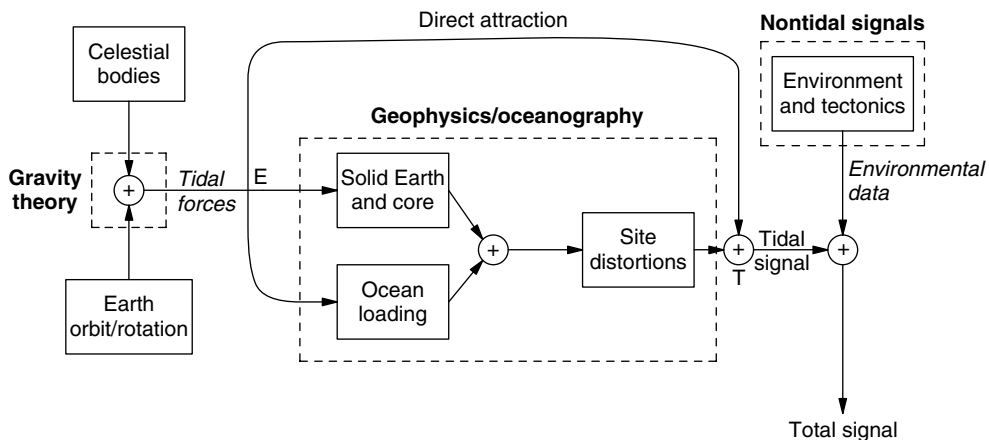 Direct attraction
Nontidal signals
Celestial
bodies
Environment
and tectonics
Geophysics/oceanography
Gravity
theory
+
Tidal
forces
E
Solid Earth
and core
Environmental
data
+
Site
distortions
+
T
Tidal
signal
+
Ocean
loading
Earth
orbit/rotation
Total signal